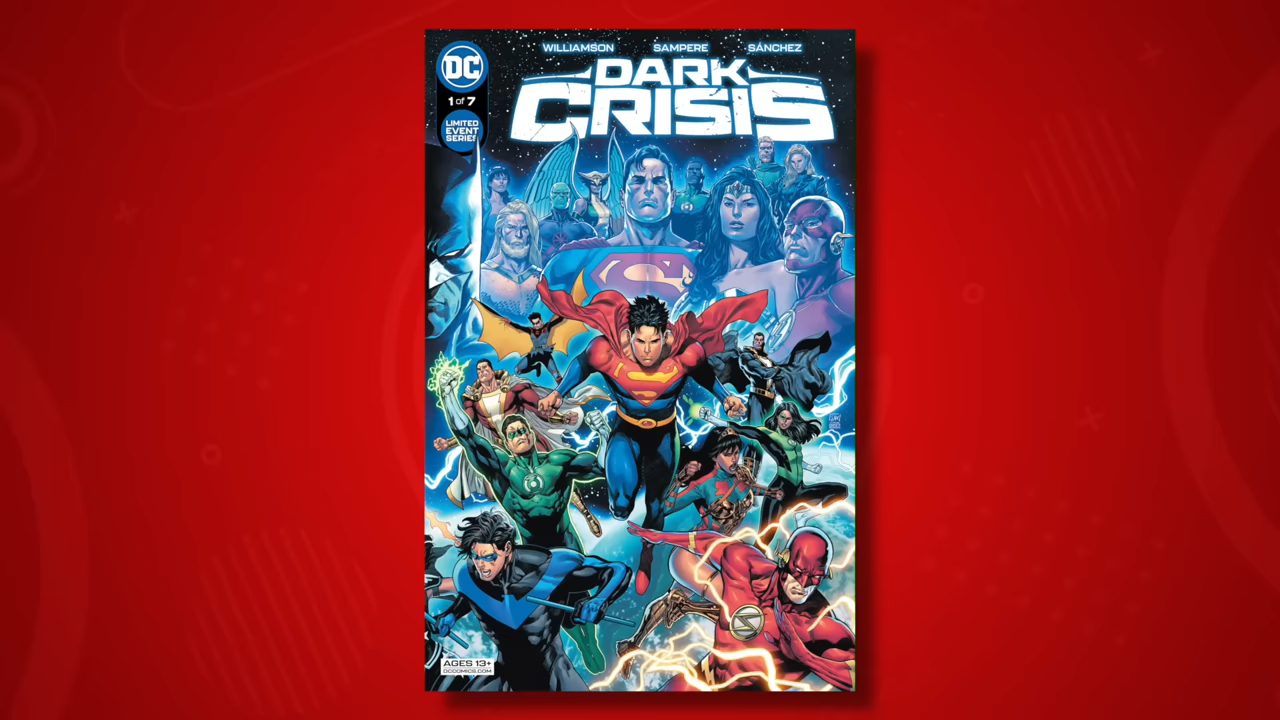 WILLIAMSON SAMPERE SÁNCHEZ
DC
DARK
CRISIS
1 of 7
LIMITED
EVENT
SERIES
AGES 13+
DCCOMICS.COM